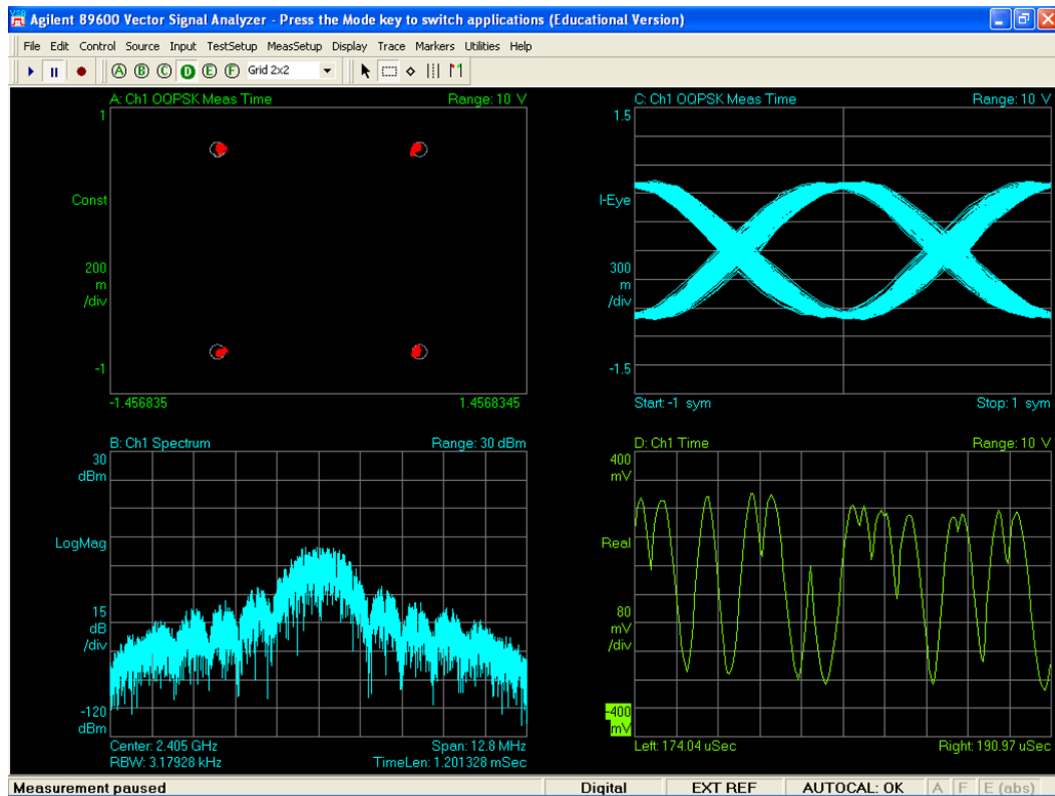 Agilent 89600 Vector Signal Analyzer - Press the Mode key to switch applications (Educational Version)
File Edit Control Source Input TestSetup MeasSetup Display Trace Markers Utilities Help
A B C D E F Grid 2x2
A: Ch1 OQPSK Meas Time Range: 10 V
1
Const
200
m
/div
-1
-1.456835 1.4568345
C: Ch1 OQPSK Meas Time Range: 10 V
1.5
I-Eye
300
m
/div
-1.5
Start: -1 sym Stop: 1 sym
B: Ch1 Spectrum Range: 30 dBm
30
dBm
LogMag
15
dB
/div
-120
dBm
Center: 2.405 GHz Span: 12.8 MHz
RBW: 3.17928 kHz TimeLen: 1.201328 mSec
D: Ch1 Time Range: 10 V
400
mV
Real
80
mV
/div
-400
mV
Left: 174.04 uSec Right: 190.97 uSec
Measurement paused Digital EXT REF AUTOCAL: OK A F E (abs)